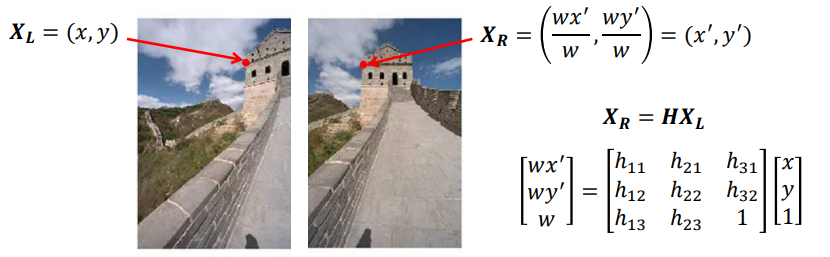 X_L = (x, y)
X_R = (wx′/w, wy′/w) = (x′, y′)
X_R = HX_L
[wx′] = [h₁₁ h₂₁ h₃₁] [x]
[wy′] = [h₁₂ h₂₂ h₃₂] [y]
[w] = [h₁₃ h₂₃ 1] [1]